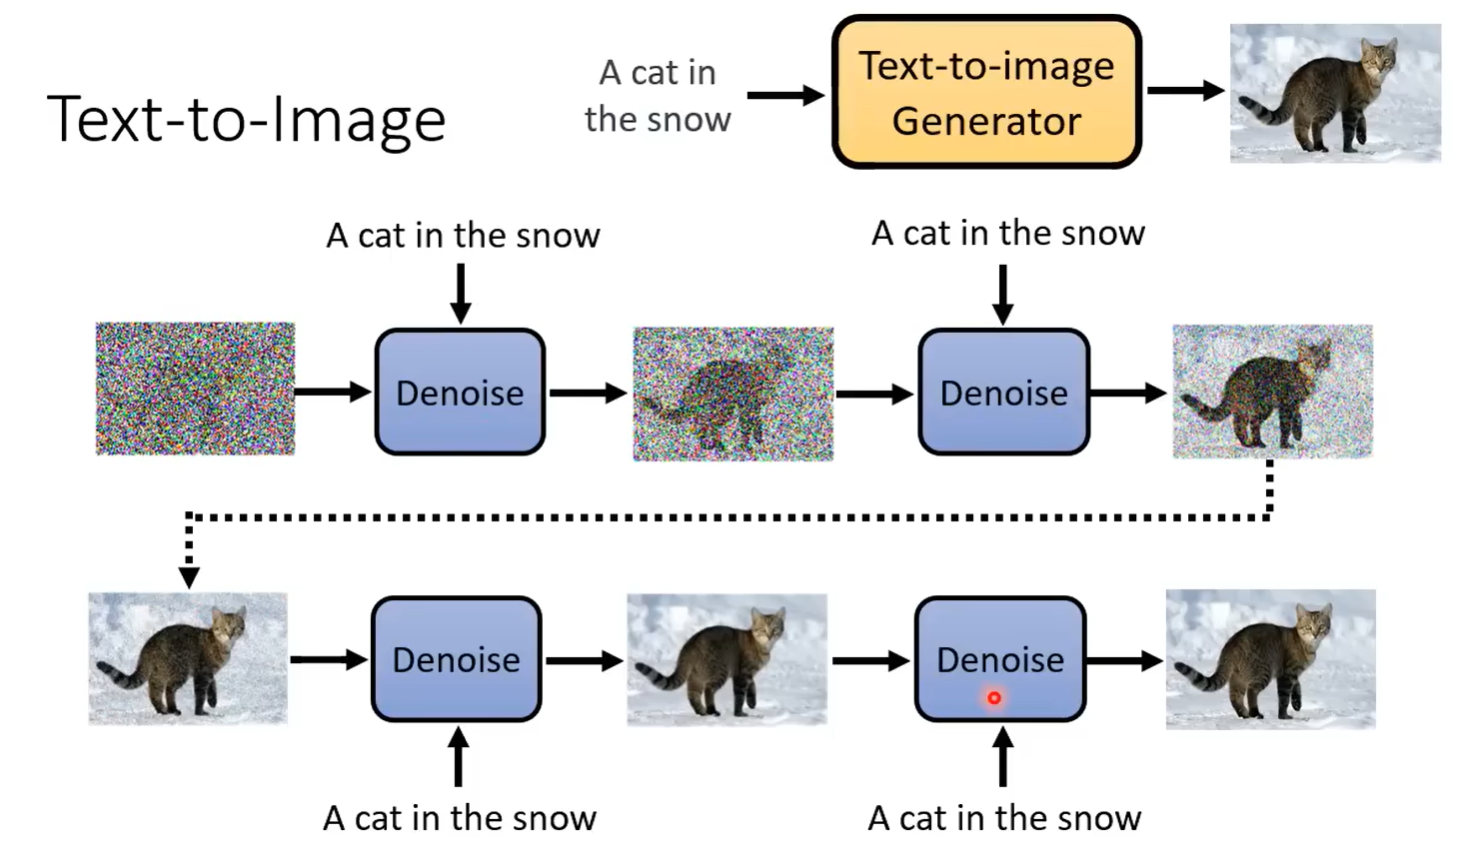 Text-to-Image
A cat in
the snow
Text-to-image
Generator
A cat in the snow
A cat in the snow
Denoise
Denoise
Denoise
Denoise
A cat in the snow
A cat in the snow